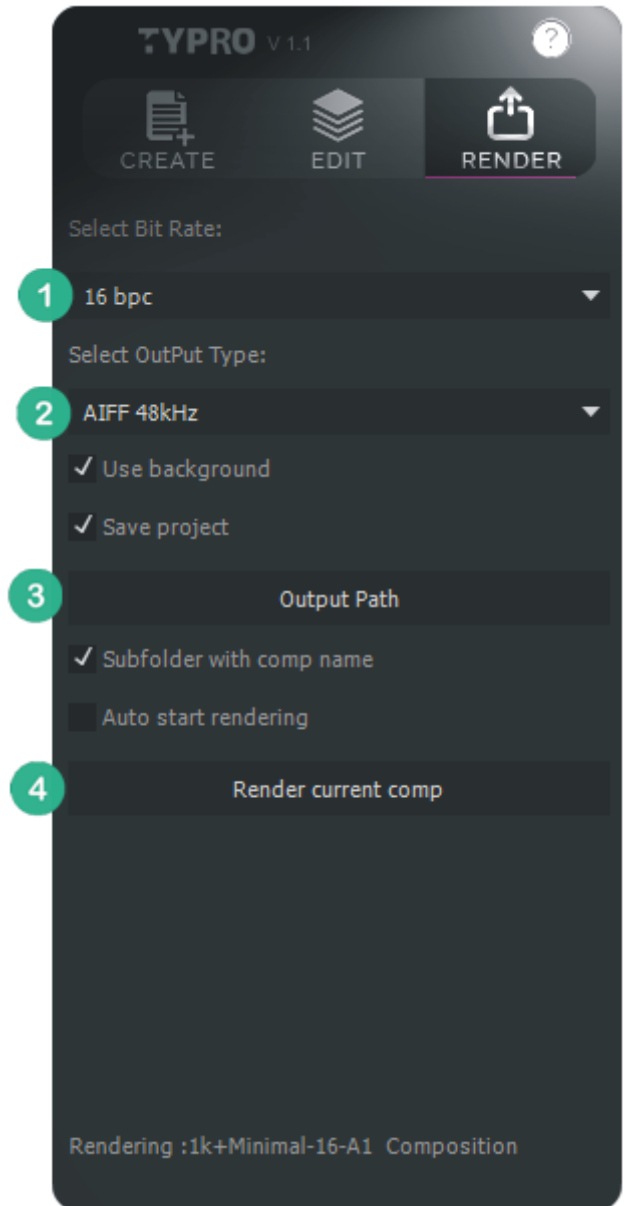 TYPRO V 1.1 ?
CREATE EDIT RENDER
Select Bit Rate:
1 16 bpc
Select OutPut Type:
2 AIFF 48kHz
Use background
Save project
3 Output Path
Subfolder with comp name
Auto start rendering
4 Render current comp
Rendering :1k+Minimal-16-A1 Composition